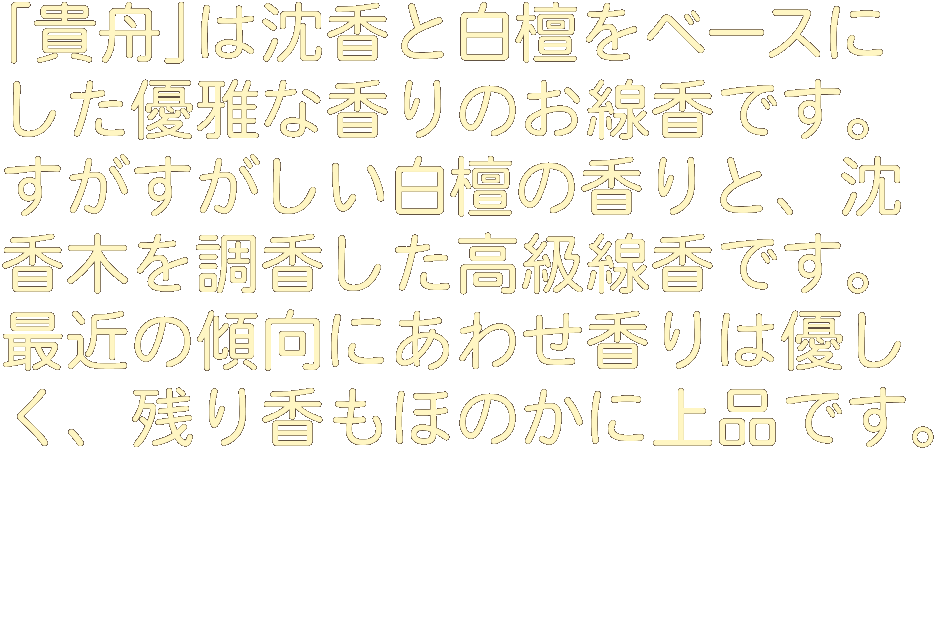 「貴舟」は沈香と白檀をベースに
した優雅な香りのお線香です。
すがすがしい白檀の香りと、沈
香木を調香した高級線香です。
最近の傾向にあわせ香りは優し
く、残り香もほのかに上品です。